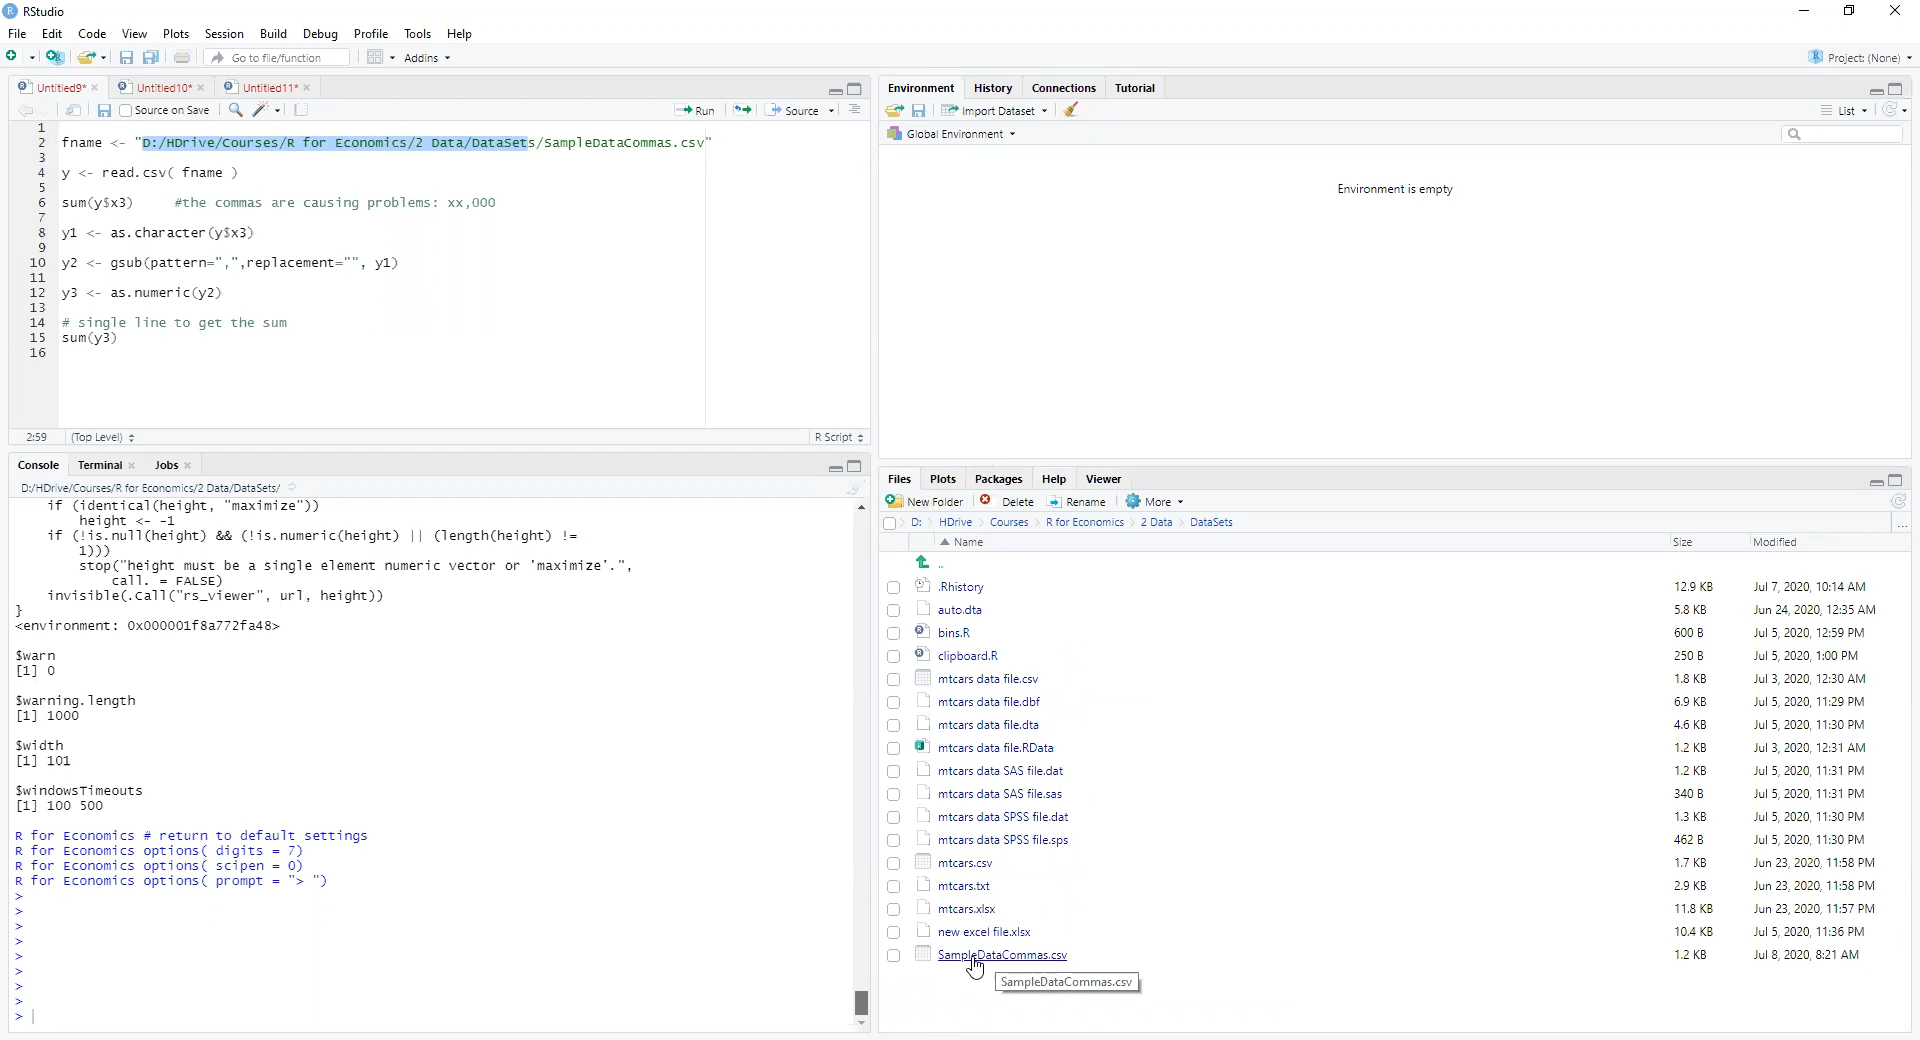 RStudio
File Edit Code View Plots Session Build Debug Profile Tools Help
Go to file/function Addins Project: (None)
Untitled9* Untitled10* Untitled11*
Source on Save Run Source
1
2 fname <- "D:/HDrive/Courses/R for Economics/2 Data/DataSets/SampleDataCommas.csv"
3
4 y <- read.csv( fname )
5
6 sum(y$x3) #the commas are causing problems: xx,000
7
8 y1 <- as.character(y$x3)
9
10 y2 <- gsub(pattern=",",replacement="", y1)
11
12 y3 <- as.numeric(y2)
13
14 # single line to get the sum
15 sum(y3)
16
2:59 (Top Level) R Script
Console Terminal Jobs
D:/HDrive/Courses/R for Economics/2 Data/DataSets/
if (identical(height, "maximize"))
height <- -1
if (!is.null(height) && (!is.numeric(height) || (length(height) !=
1)))
stop("height must be a single element numeric vector or 'maximize'.",
call. = FALSE)
invisible(.Call("rs_viewer", url, height))
}
<environment: 0x000001f8a772fa48>
$warn
[1] 0
$warning.length
[1] 1000
$width
[1] 101
$windowsTimeouts
[1] 100 500
R for Economics # return to default settings
R for Economics options( digits = 7)
R for Economics options( scipen = 0)
R for Economics options( prompt = "> ")
>
>
>
>
>
>
>
>
>
Environment History Connections Tutorial
Import Dataset List
Global Environment
Environment is empty
Files Plots Packages Help Viewer
New Folder Delete Rename More
D: HDrive Courses R for Economics 2 Data DataSets ...
Name Size Modified
..
.Rhistory 12.9 KB Jul 7, 2020, 10:14 AM
auto.dta 5.8 KB Jun 24, 2020, 12:35 AM
bins.R 600 B Jul 5, 2020, 12:59 PM
clipboard.R 250 B Jul 5, 2020, 1:00 PM
mtcars data file.csv 1.8 KB Jul 3, 2020, 12:30 AM
mtcars data file.dbf 6.9 KB Jul 5, 2020, 11:29 PM
mtcars data file.dta 4.6 KB Jul 5, 2020, 11:30 PM
mtcars data file.RData 1.2 KB Jul 3, 2020, 12:31 AM
mtcars data SAS file.dat 1.2 KB Jul 5, 2020, 11:31 PM
mtcars data SAS file.sas 340 B Jul 5, 2020, 11:31 PM
mtcars data SPSS file.dat 1.3 KB Jul 5, 2020, 11:30 PM
mtcars data SPSS file.sps 462 B Jul 5, 2020, 11:30 PM
mtcars.csv 1.7 KB Jun 23, 2020, 11:58 PM
mtcars.txt 2.9 KB Jun 23, 2020, 11:58 PM
mtcars.xlsx 11.8 KB Jun 23, 2020, 11:57 PM
new excel file.xlsx 10.4 KB Jul 5, 2020, 11:36 PM
SampleDataCommas.csv 1.2 KB Jul 8, 2020, 8:21 AM
SampleDataCommas.csv